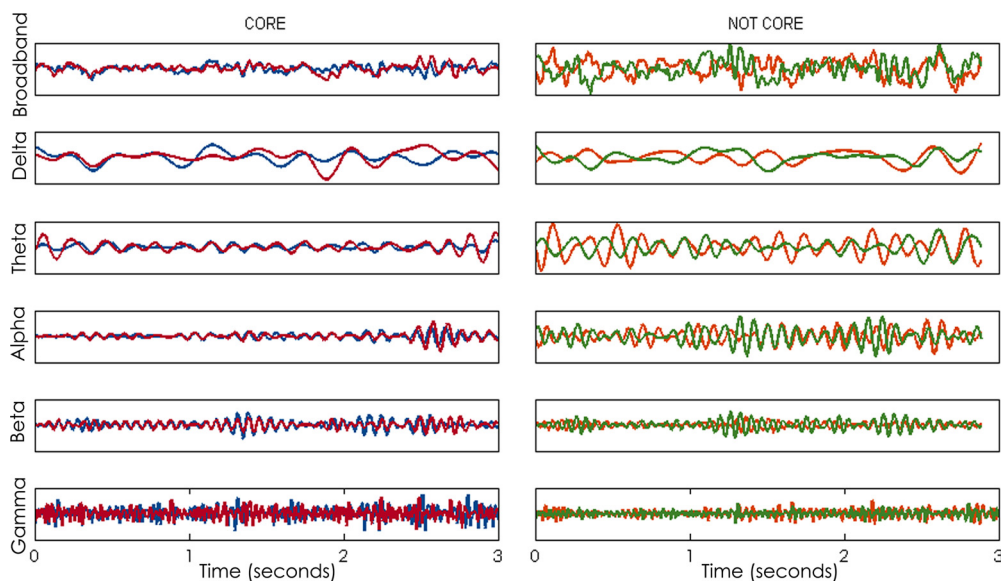 CORE
NOT CORE
Broadband
Delta
Theta
Alpha
Beta
Gamma
0 1 2 3
0 1 2 3
Time (seconds)
Time (seconds)